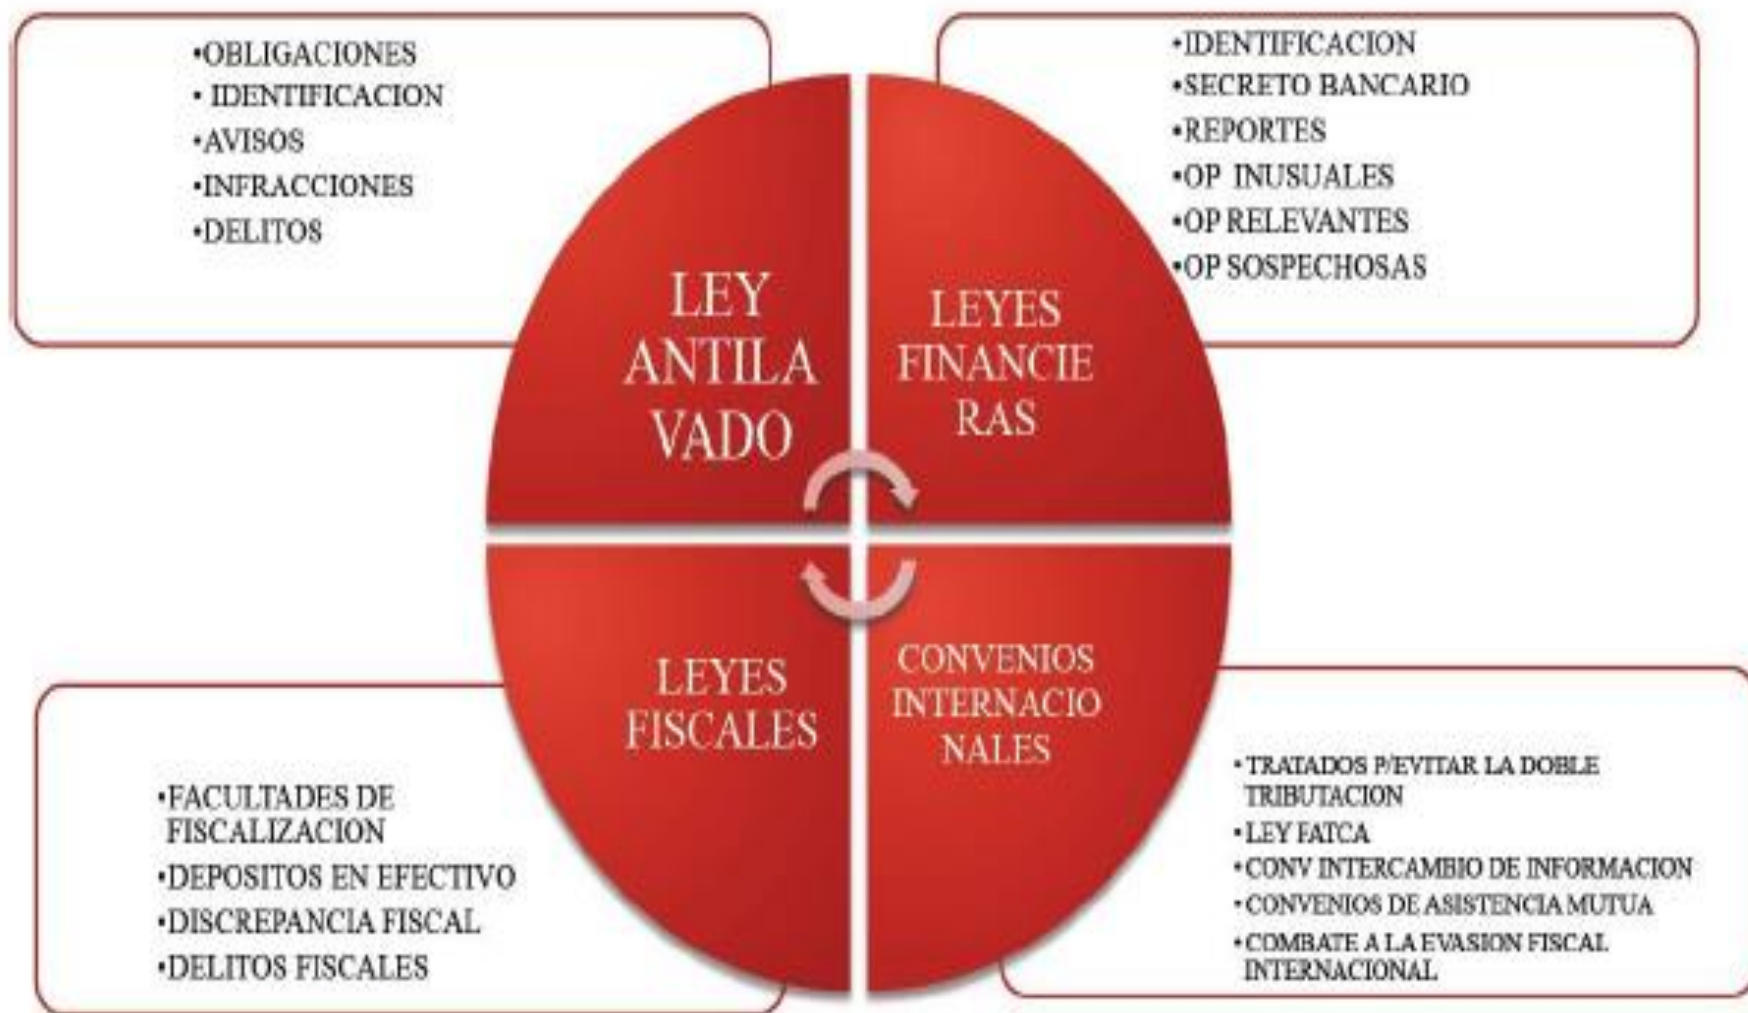 •OBLIGACIONES
• IDENTIFICACION
•AVISOS
•INFRACCIONES
•DELITOS
LEY
ANTILA
VADO
•IDENTIFICACION
•SECRETO BANCARIO
•REPORTES
•OP INUSUALES
•OP RELEVANTES
•OP SOSPECHOSAS
LEYES
FINANCIE
RAS
LEYES
FISCALES
•FACULTADES DE
FISCALIZACION
•DEPOSITOS EN EFECTIVO
•DISCREPANCIA FISCAL
•DELITOS FISCALES
CONVENIOS
INTERNACIO
NALES
• TRATADOS P/EVITAR LA DOBLE
TRIBUTACION
• LEY FATCA
• CONV INTERCAMBIO DE INFORMACION
• CONVENIOS DE ASISTENCIA MUTUA
• COMBATE A LA EVASION FISCAL
INTERNACIONAL